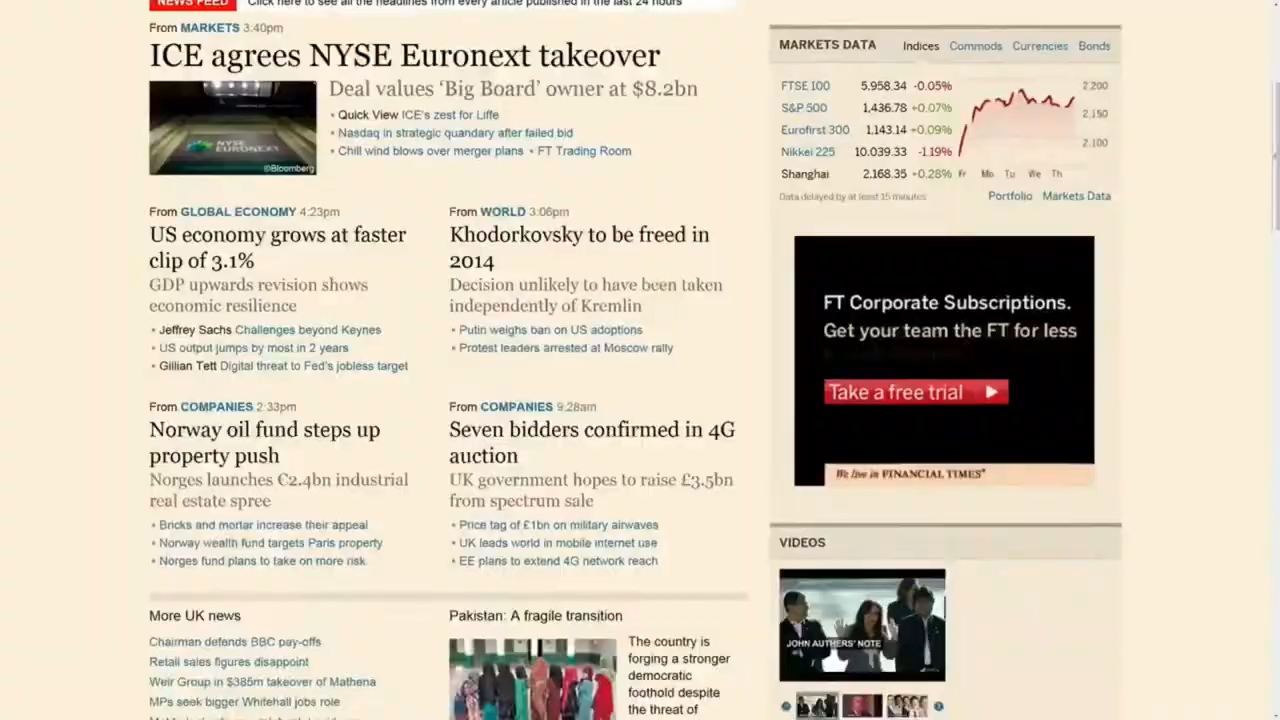 NEWS FEED Click here to see all the headlines from every article published in the last 24 hours
From MARKETS 3:40pm
ICE agrees NYSE Euronext takeover
Deal values ‘Big Board’ owner at $8.2bn
• Quick View ICE's zest for Liffe
• Nasdaq in strategic quandary after failed bid
• Chill wind blows over merger plans • FT Trading Room
NYSE
EURONEXT
©Bloomberg
From GLOBAL ECONOMY 4:23pm
US economy grows at faster
clip of 3.1%
GDP upwards revision shows
economic resilience
• Jeffrey Sachs Challenges beyond Keynes
• US output jumps by most in 2 years
• Gillian Tett Digital threat to Fed's jobless target
From WORLD 3:06pm
Khodorkovsky to be freed in
2014
Decision unlikely to have been taken
independently of Kremlin
• Putin weighs ban on US adoptions
• Protest leaders arrested at Moscow rally
From COMPANIES 2:33pm
Norway oil fund steps up
property push
Norges launches €2.4bn industrial
real estate spree
• Bricks and mortar increase their appeal
• Norway wealth fund targets Paris property
• Norges fund plans to take on more risk
From COMPANIES 9:28am
Seven bidders confirmed in 4G
auction
UK government hopes to raise £3.5bn
from spectrum sale
• Price tag of £1bn on military airwaves
• UK leads world in mobile internet use
• EE plans to extend 4G network reach
More UK news
Chairman defends BBC pay-offs
Retail sales figures disappoint
Weir Group in $385m takeover of Mathena
MPs seek bigger Whitehall jobs role
Pakistan: A fragile transition
The country is
forging a stronger
democratic
foothold despite
the threat of
MARKETS DATA Indices Commods Currencies Bonds
FTSE 100 5,958.34 -0.05%
S&P 500 1,436.78 +0.07%
Eurofirst 300 1,143.14 +0.09%
Nikkei 225 10,039.33 -1.19%
Shanghai 2,168.35 +0.28%
2,200
2,150
2,100
Fr Mo Tu We Th
Data delayed by at least 15 minutes
Portfolio Markets Data
FT Corporate Subscriptions.
Get your team the FT for less
Take a free trial
We live in FINANCIAL TIMES®
VIDEOS
JOHN AUTHERS' NOTE